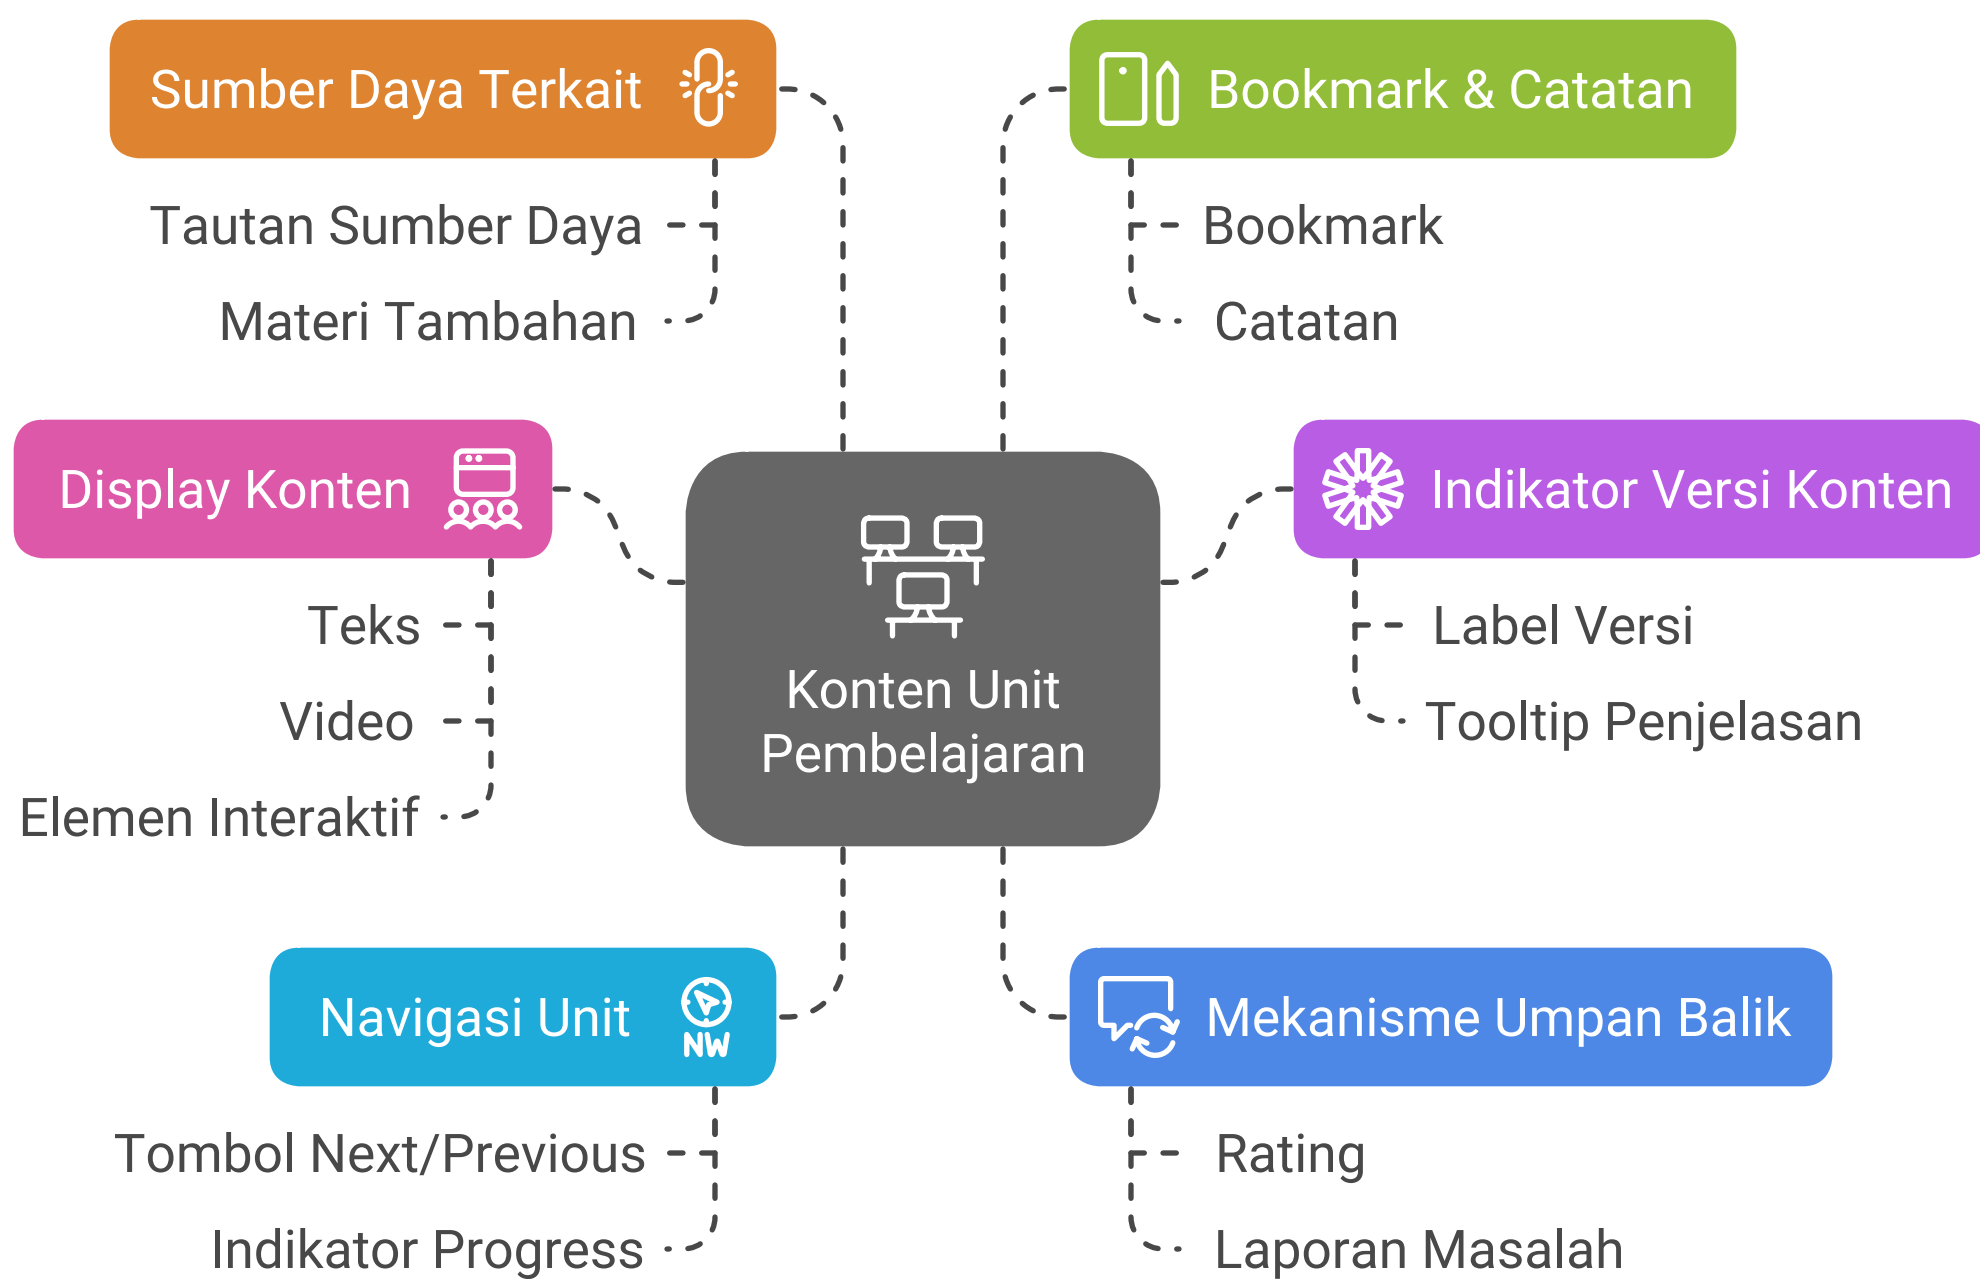 Sumber Daya Terkait
Tautan Sumber Daya
Materi Tambahan
Bookmark & Catatan
Bookmark
Catatan
Display Konten
Teks
Video
Elemen Interaktif
Konten Unit
Pembelajaran
Indikator Versi Konten
Label Versi
Tooltip Penjelasan
Navigasi Unit
NW
Tombol Next/Previous
Indikator Progress
Mekanisme Umpan Balik
Rating
Laporan Masalah